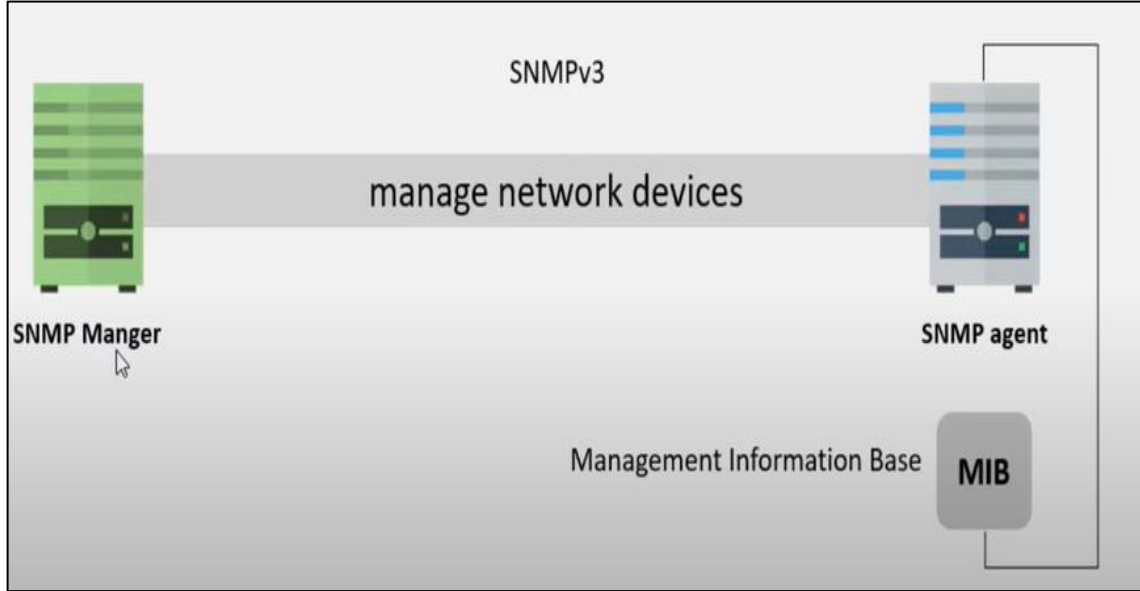 SNMPv3
manage network devices
SNMP Manger
SNMP agent
Management Information Base
MIB